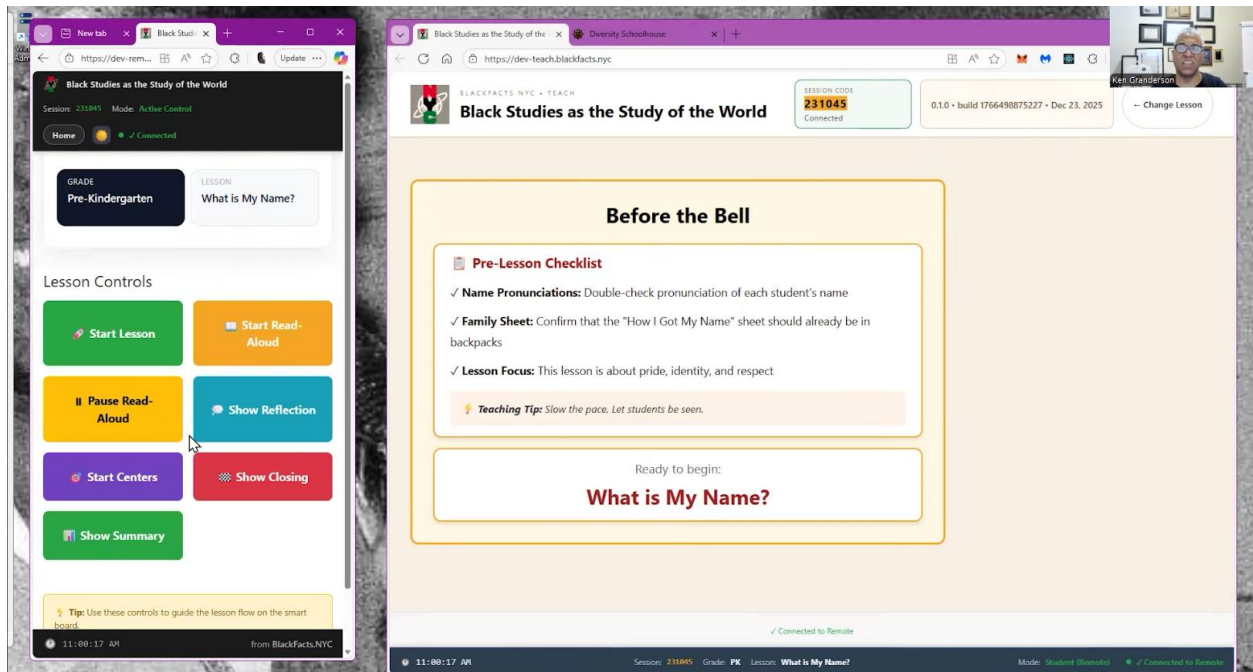 New tab
Black Studi
https://dev-rem...
Update
Black Studies as the Study of the World
Session: 231045 Mode: Active Control
Home
✓ Connected
GRADE
Pre-Kindergarten
LESSON
What is My Name?
Lesson Controls
Start Lesson
Start Read-
Aloud
Pause Read-
Aloud
Show Reflection
Start Centers
Show Closing
Show Summary
Tip: Use these controls to guide the lesson flow on the smart
board.
11:00:17 AM
from BlackFacts.NYC
Black Studies as the Study of the
Diversity Schoolhouse
https://dev-teach.blackfacts.nyc
Ken Granderson
BLACKFACTS NYC • TEACH
Black Studies as the Study of the World
SESSION CODE
231045
Connected
0.1.0 • build 1766498875227 • Dec 23, 2025
← Change Lesson
Before the Bell
Pre-Lesson Checklist
✓ Name Pronunciations: Double-check pronunciation of each student's name
✓ Family Sheet: Confirm that the "How I Got My Name" sheet should already be in
backpacks
✓ Lesson Focus: This lesson is about pride, identity, and respect
Teaching Tip: Slow the pace. Let students be seen.
Ready to begin:
What is My Name?
✓ Connected to Remote
11:00:17 AM
Session: 231045 Grade: PK Lesson: What is My Name?
Mode: Student (Remote)
✓ Connected to Remote